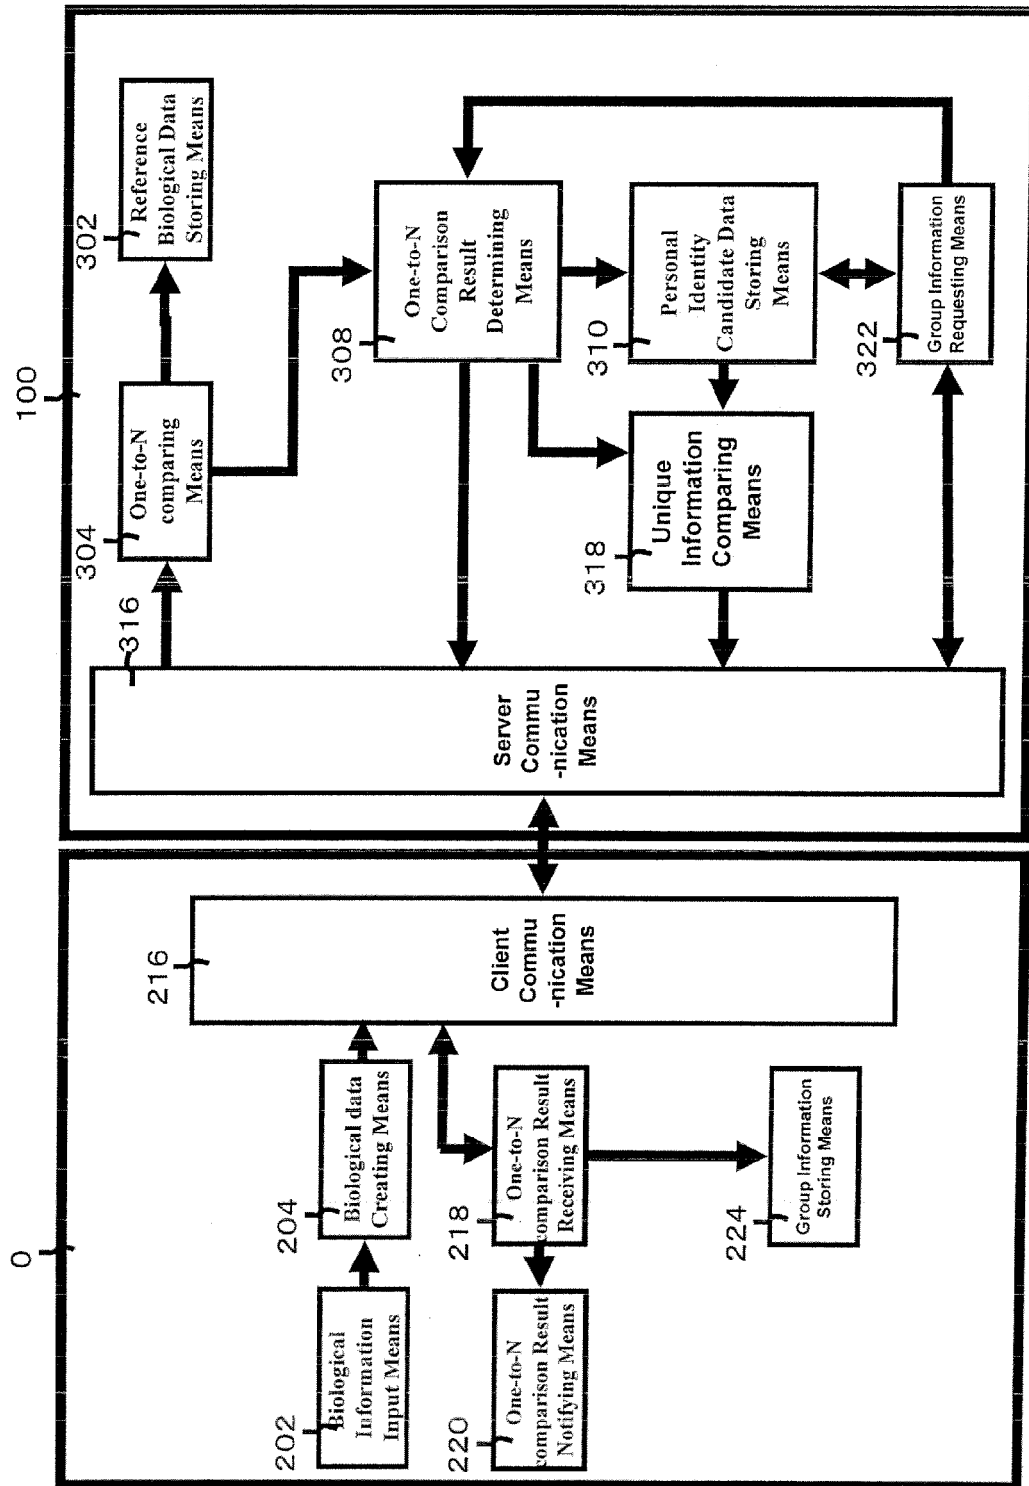 0
202
Biological
Information
Input Means
204
Biological data
Creating Means
216
Client
Commu
-nication
Means
220
One-to-N
comparison Result
Notifying Means
218
One-to-N
comparison Result
Receiving Means
224
Group Information
Storing Means
100
316
Server
Commu
-nication
Means
304
One-to-N
comparing
Means
302
Reference
Biological Data
Storing Means
308
One-to-N
Comparison
Result
Determining
Means
318
Unique
Information
Comparing
Means
310
Personal
Identity
Candidate Data
Storing
Means
322
Group Information
Requesting Means